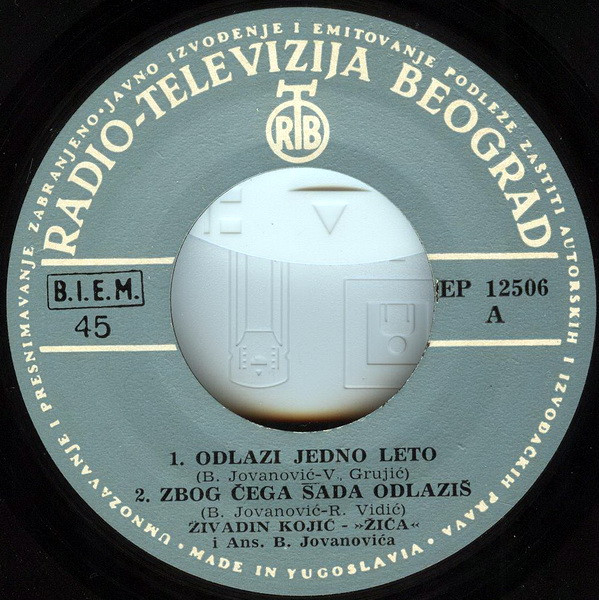 UMNOŽAVANJE I PRESNIMAVANJE ZABRANJENO · JAVNO IZVOĐENJE I EMITOVANJE PODLEŽE ZAŠTITI AUTORSKIH I IZVOĐAČKIH PRAVA ·
RADIO-TELEVIZIJA BEOGRAD
RTB
B.I.E.M.
45
EP 12506
A
1. ODLAZI JEDNO LETO
(B. Jovanović-V. Grujić)
2. ZBOG ČEGA SADA ODLAZIŠ
(B. Jovanović-R. Vidić)
ŽIVADIN KOJIĆ - »ŽIĆA«
i Ans. B. Jovanovića
MADE IN YUGOSLAVIA